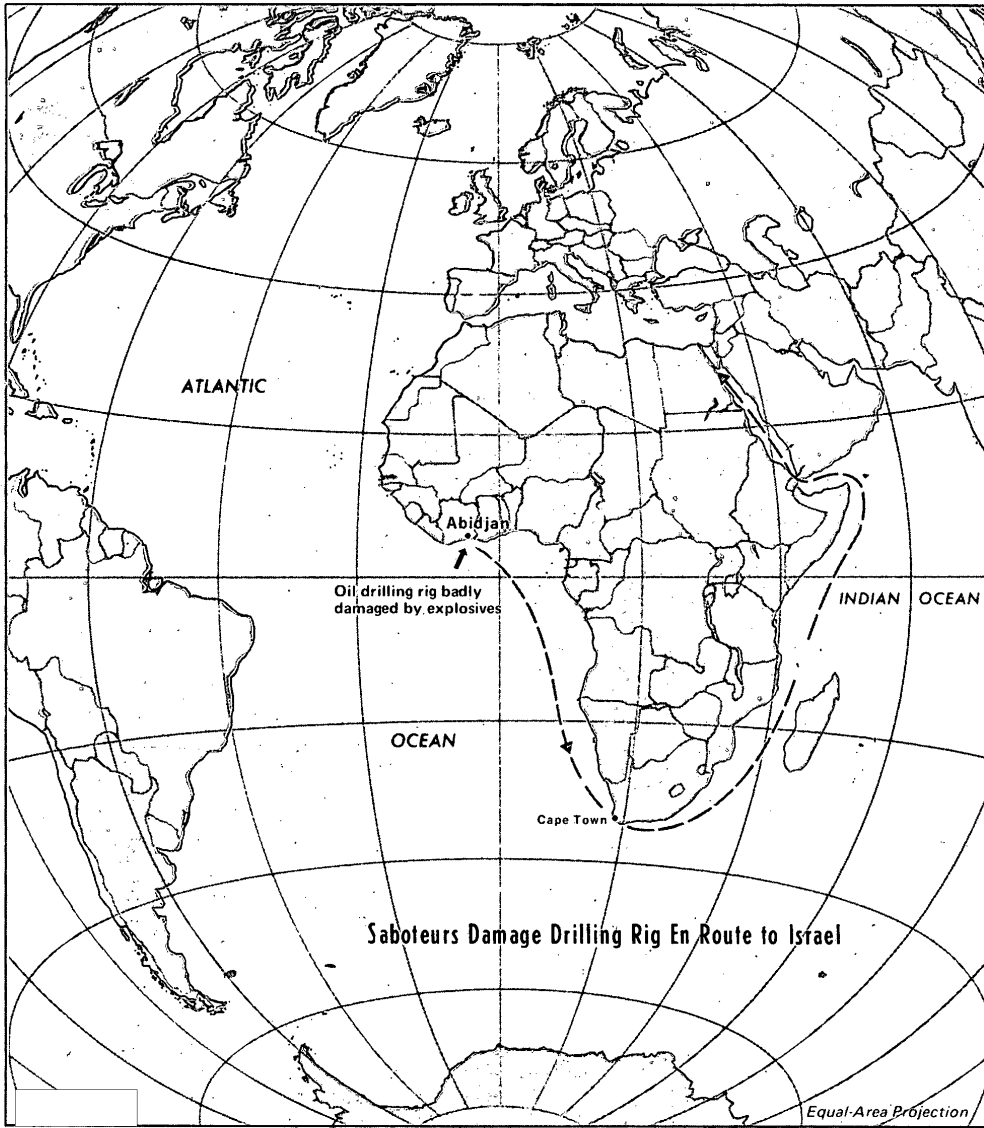 ATLANTIC
Abidjan
Oil drilling rig badly
damaged by explosives
INDIAN OCEAN
OCEAN
Cape Town
Saboteurs Damage Drilling Rig En Route to Israel
Equal-Area Projection